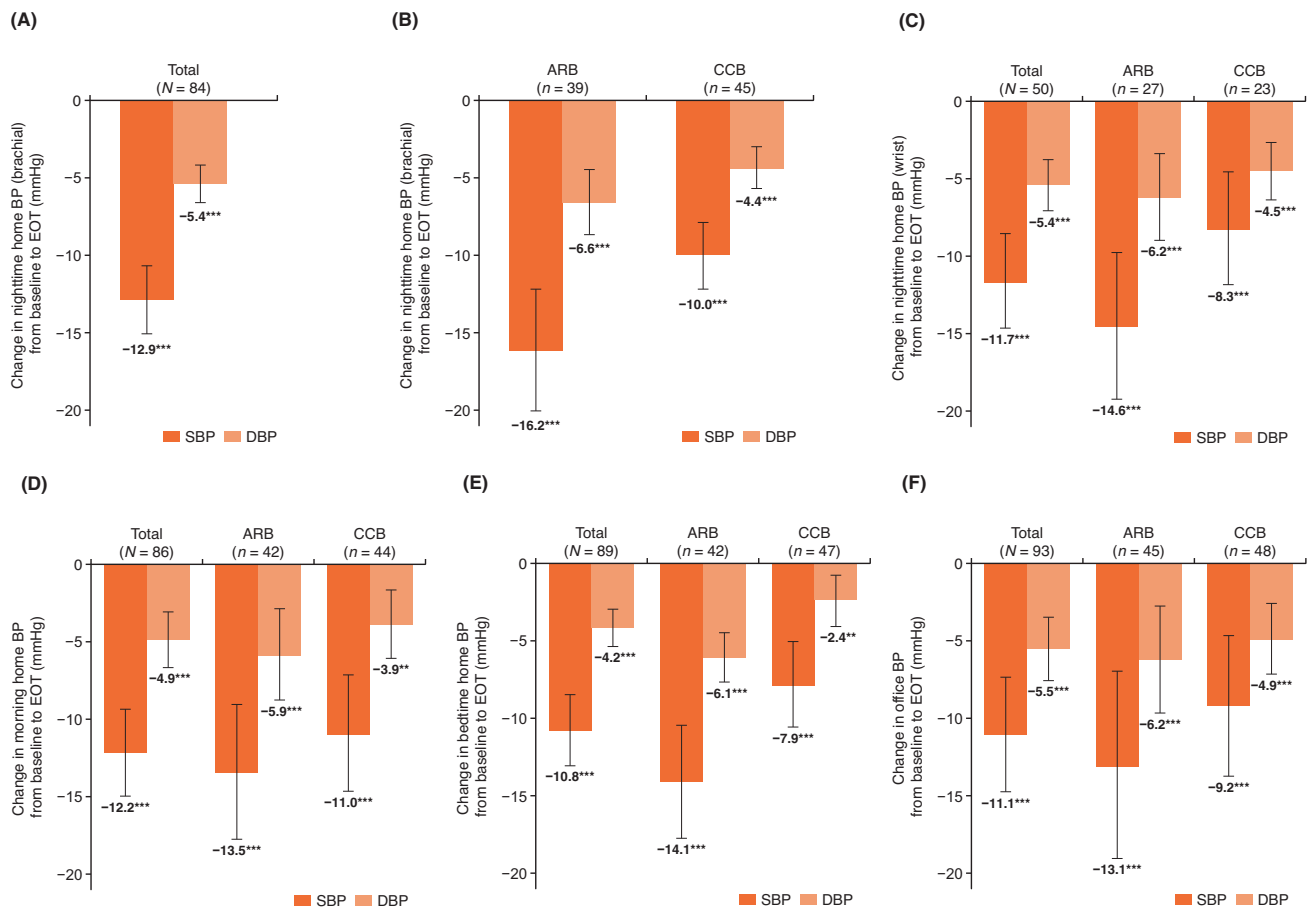 (A)
Total
(N = 84)
Change in nighttime home BP (brachial)
from baseline to EOT (mmHg)
0
−5
−10
−15
−20
−5.4***
−12.9***
SBP DBP
(B)
ARB CCB
(n = 39) (n = 45)
Change in nighttime home BP (brachial)
from baseline to EOT (mmHg)
0
−5
−10
−15
−20
−4.4***
−6.6***
−10.0***
−16.2***
SBP DBP
(C)
Total ARB CCB
(N = 50) (n = 27) (n = 23)
Change in nighttime home BP (wrist)
from baseline to EOT (mmHg)
0
−5
−10
−15
−20
−5.4***
−6.2***
−4.5***
−8.3***
−11.7***
−14.6***
SBP DBP
(D)
Total ARB CCB
(N = 86) (n = 42) (n = 44)
Change in morning home BP
from baseline to EOT (mmHg)
0
−5
−10
−15
−20
−4.9***
−5.9***
−3.9**
−12.2***
−13.5***
−11.0***
SBP DBP
(E)
Total ARB CCB
(N = 89) (n = 42) (n = 47)
Change in bedtime home BP
from baseline to EOT (mmHg)
0
−5
−10
−15
−20
−4.2***
−6.1***
−2.4**
−10.8***
−14.1***
−7.9***
SBP DBP
(F)
Total ARB CCB
(N = 93) (n = 45) (n = 48)
Change in office BP
from baseline to EOT (mmHg)
0
−5
−10
−15
−20
−5.5***
−6.2***
−4.9***
−11.1***
−13.1***
−9.2***
SBP DBP